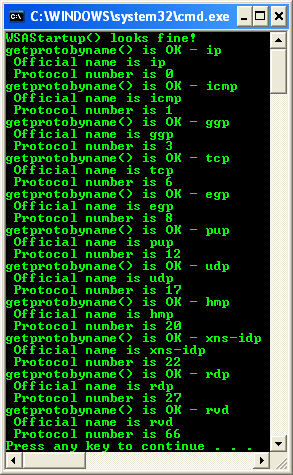 C:\WINDOWS\system32\cmd.exe
WSAStartup() looks fine!
getprotobyname() is OK - ip
Official name is ip
Protocol number is 0
getprotobyname() is OK - icmp
Official name is icmp
Protocol number is 1
getprotobyname() is OK - ggp
Official name is ggp
Protocol number is 3
getprotobyname() is OK - tcp
Official name is tcp
Protocol number is 6
getprotobyname() is OK - egp
Official name is egp
Protocol number is 8
getprotobyname() is OK - pup
Official name is pup
Protocol number is 12
getprotobyname() is OK - udp
Official name is udp
Protocol number is 17
getprotobyname() is OK - hmp
Official name is hmp
Protocol number is 20
getprotobyname() is OK - xns-idp
Official name is xns-idp
Protocol number is 22
getprotobyname() is OK - rdp
Official name is rdp
Protocol number is 27
getprotobyname() is OK - rvd
Official name is rvd
Protocol number is 66
Press any key to continue . . .